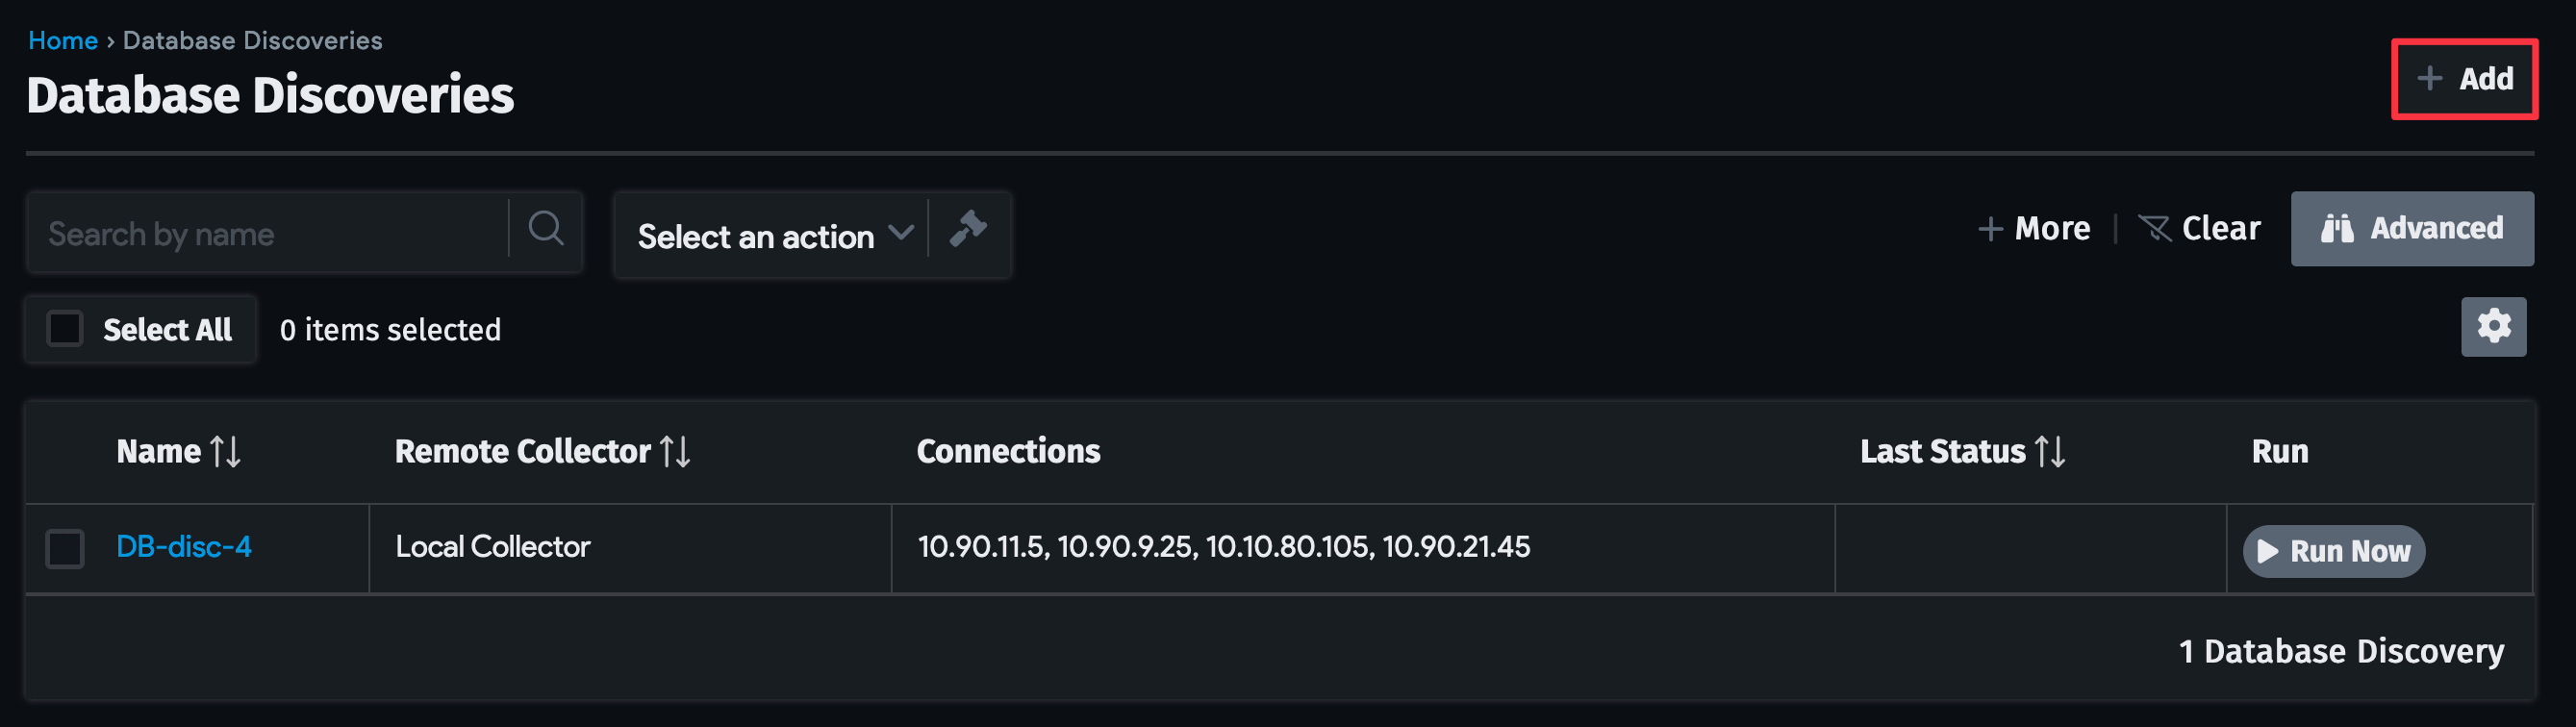 Home › Database Discoveries
Database Discoveries
+ Add
Search by name
Select an action
+ More | Clear
Advanced
Select All
0 items selected
Name Remote Collector Connections Last Status Run
DB-disc-4 Local Collector 10.90.11.5, 10.90.9.25, 10.10.80.105, 10.90.21.45 Run Now
1 Database Discovery